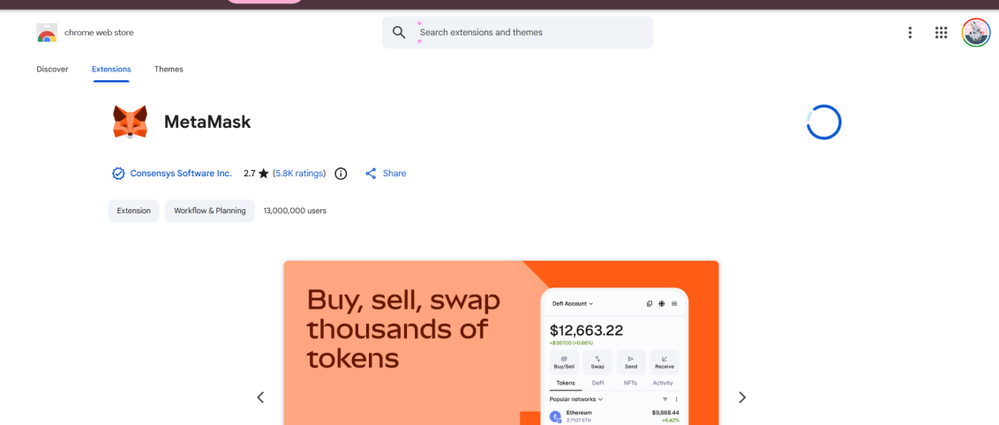 chrome web store
Search extensions and themes
Discover Extensions Themes
MetaMask
Consensys Software Inc. 2.7 ★ (5.8K ratings) Share
Extension Workflow & Planning 13,000,000 users
Buy, sell, swap
thousands of
tokens
Defi Account
$12,663.22
+$367.00 (+0.86%)
Buy/Sell Swap Send Receive
Tokens DeFi NFTs Activity
Popular networks
Ethereum $9,868.44
2.7107 ETH +6.42%